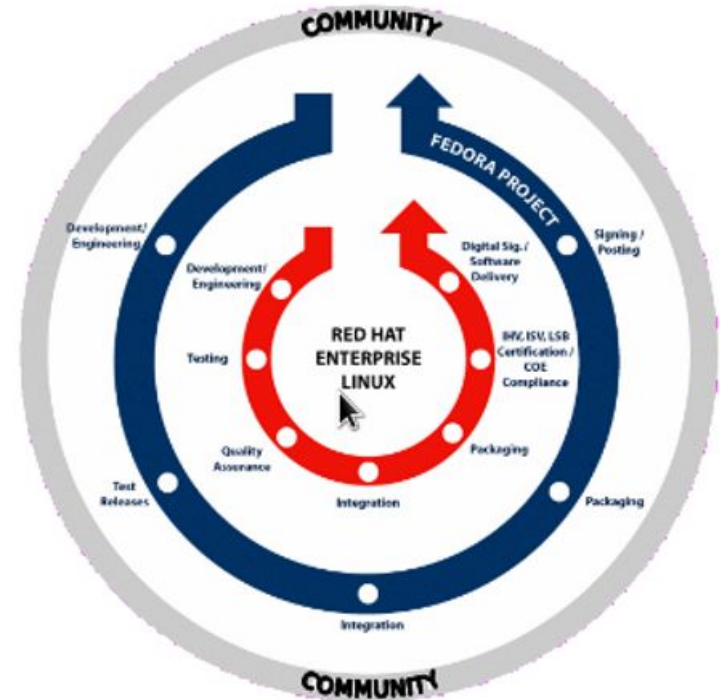 COMMUNITY
FEDORA PROJECT
Development/
Engineering
Signing /
Posting
Digital Sig. /
Software
Delivery
Development/
Engineering
RED HAT
ENTERPRISE
LINUX
Testing
IHV, ISV, LSB
Certification /
COE
Compliance
Quality
Assurance
Packaging
Integration
Test
Releases
Packaging
Integration
COMMUNITY